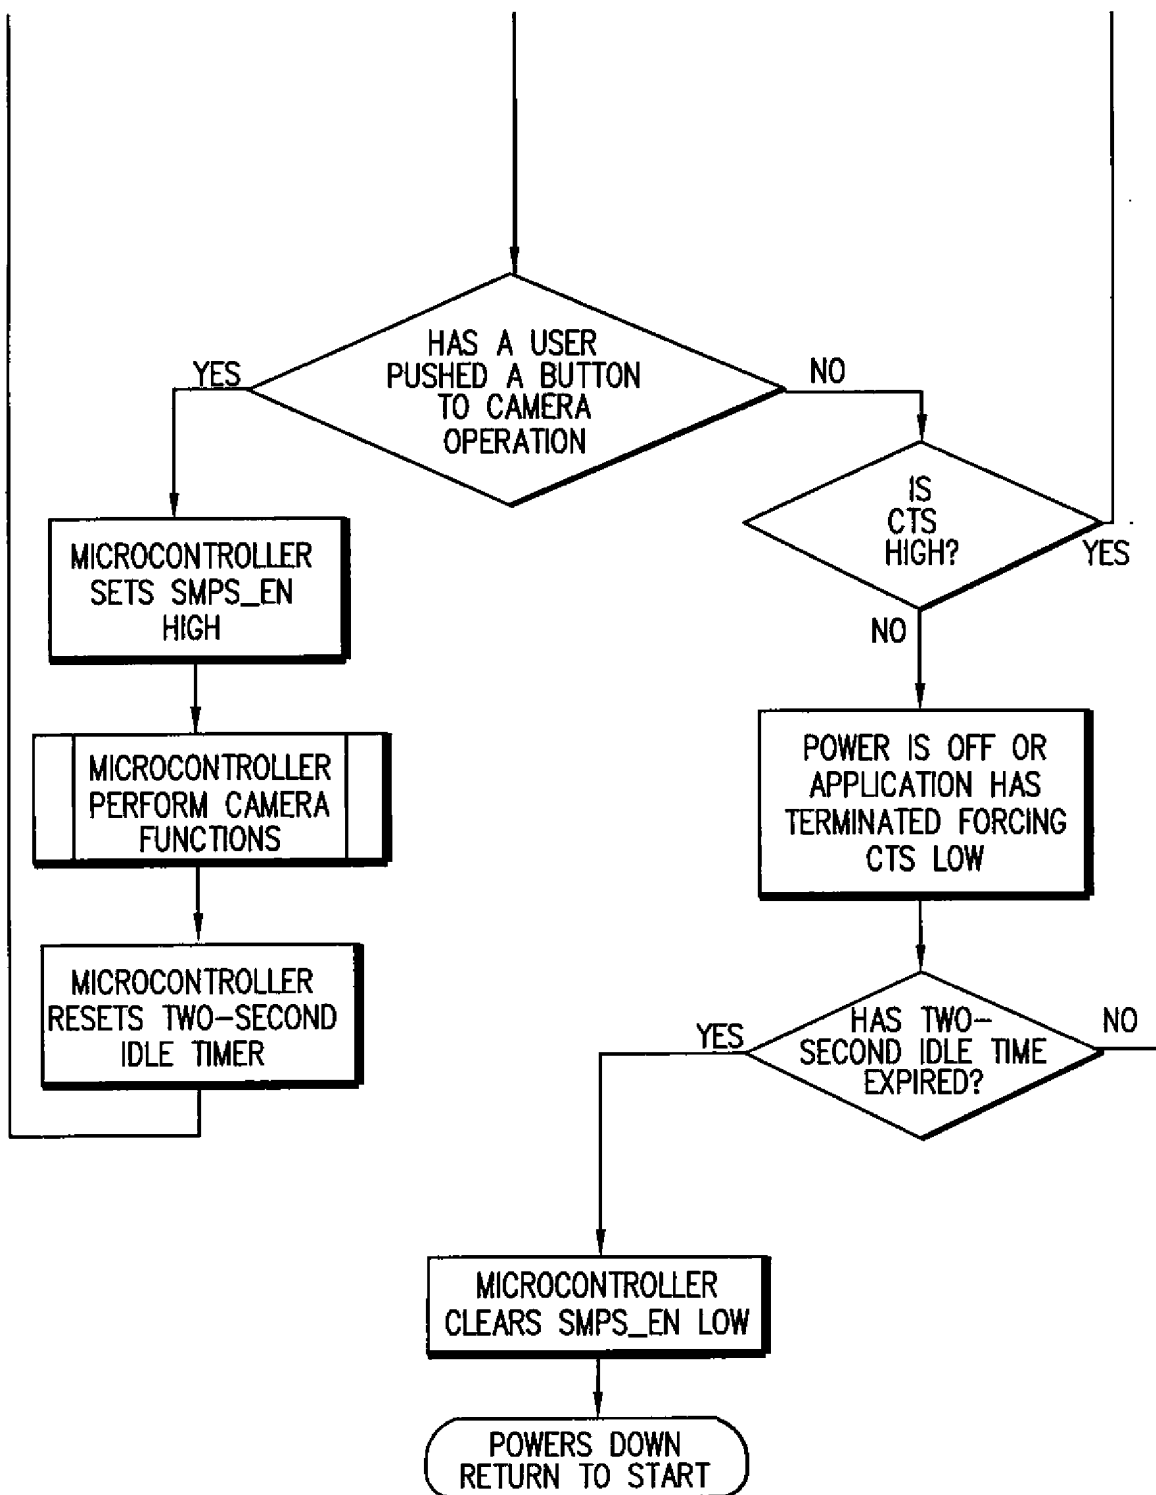 HAS A USER
PUSHED A BUTTON
TO CAMERA
OPERATION
YES
NO
MICROCONTROLLER
SETS SMPS_EN
HIGH
IS
CTS
HIGH?
YES
NO
MICROCONTROLLER
PERFORM CAMERA
FUNCTIONS
POWER IS OFF OR
APPLICATION HAS
TERMINATED FORCING
CTS LOW
MICROCONTROLLER
RESETS TWO-SECOND
IDLE TIMER
HAS TWO-
SECOND IDLE TIME
EXPIRED?
YES
NO
MICROCONTROLLER
CLEARS SMPS_EN LOW
POWERS DOWN
RETURN TO START